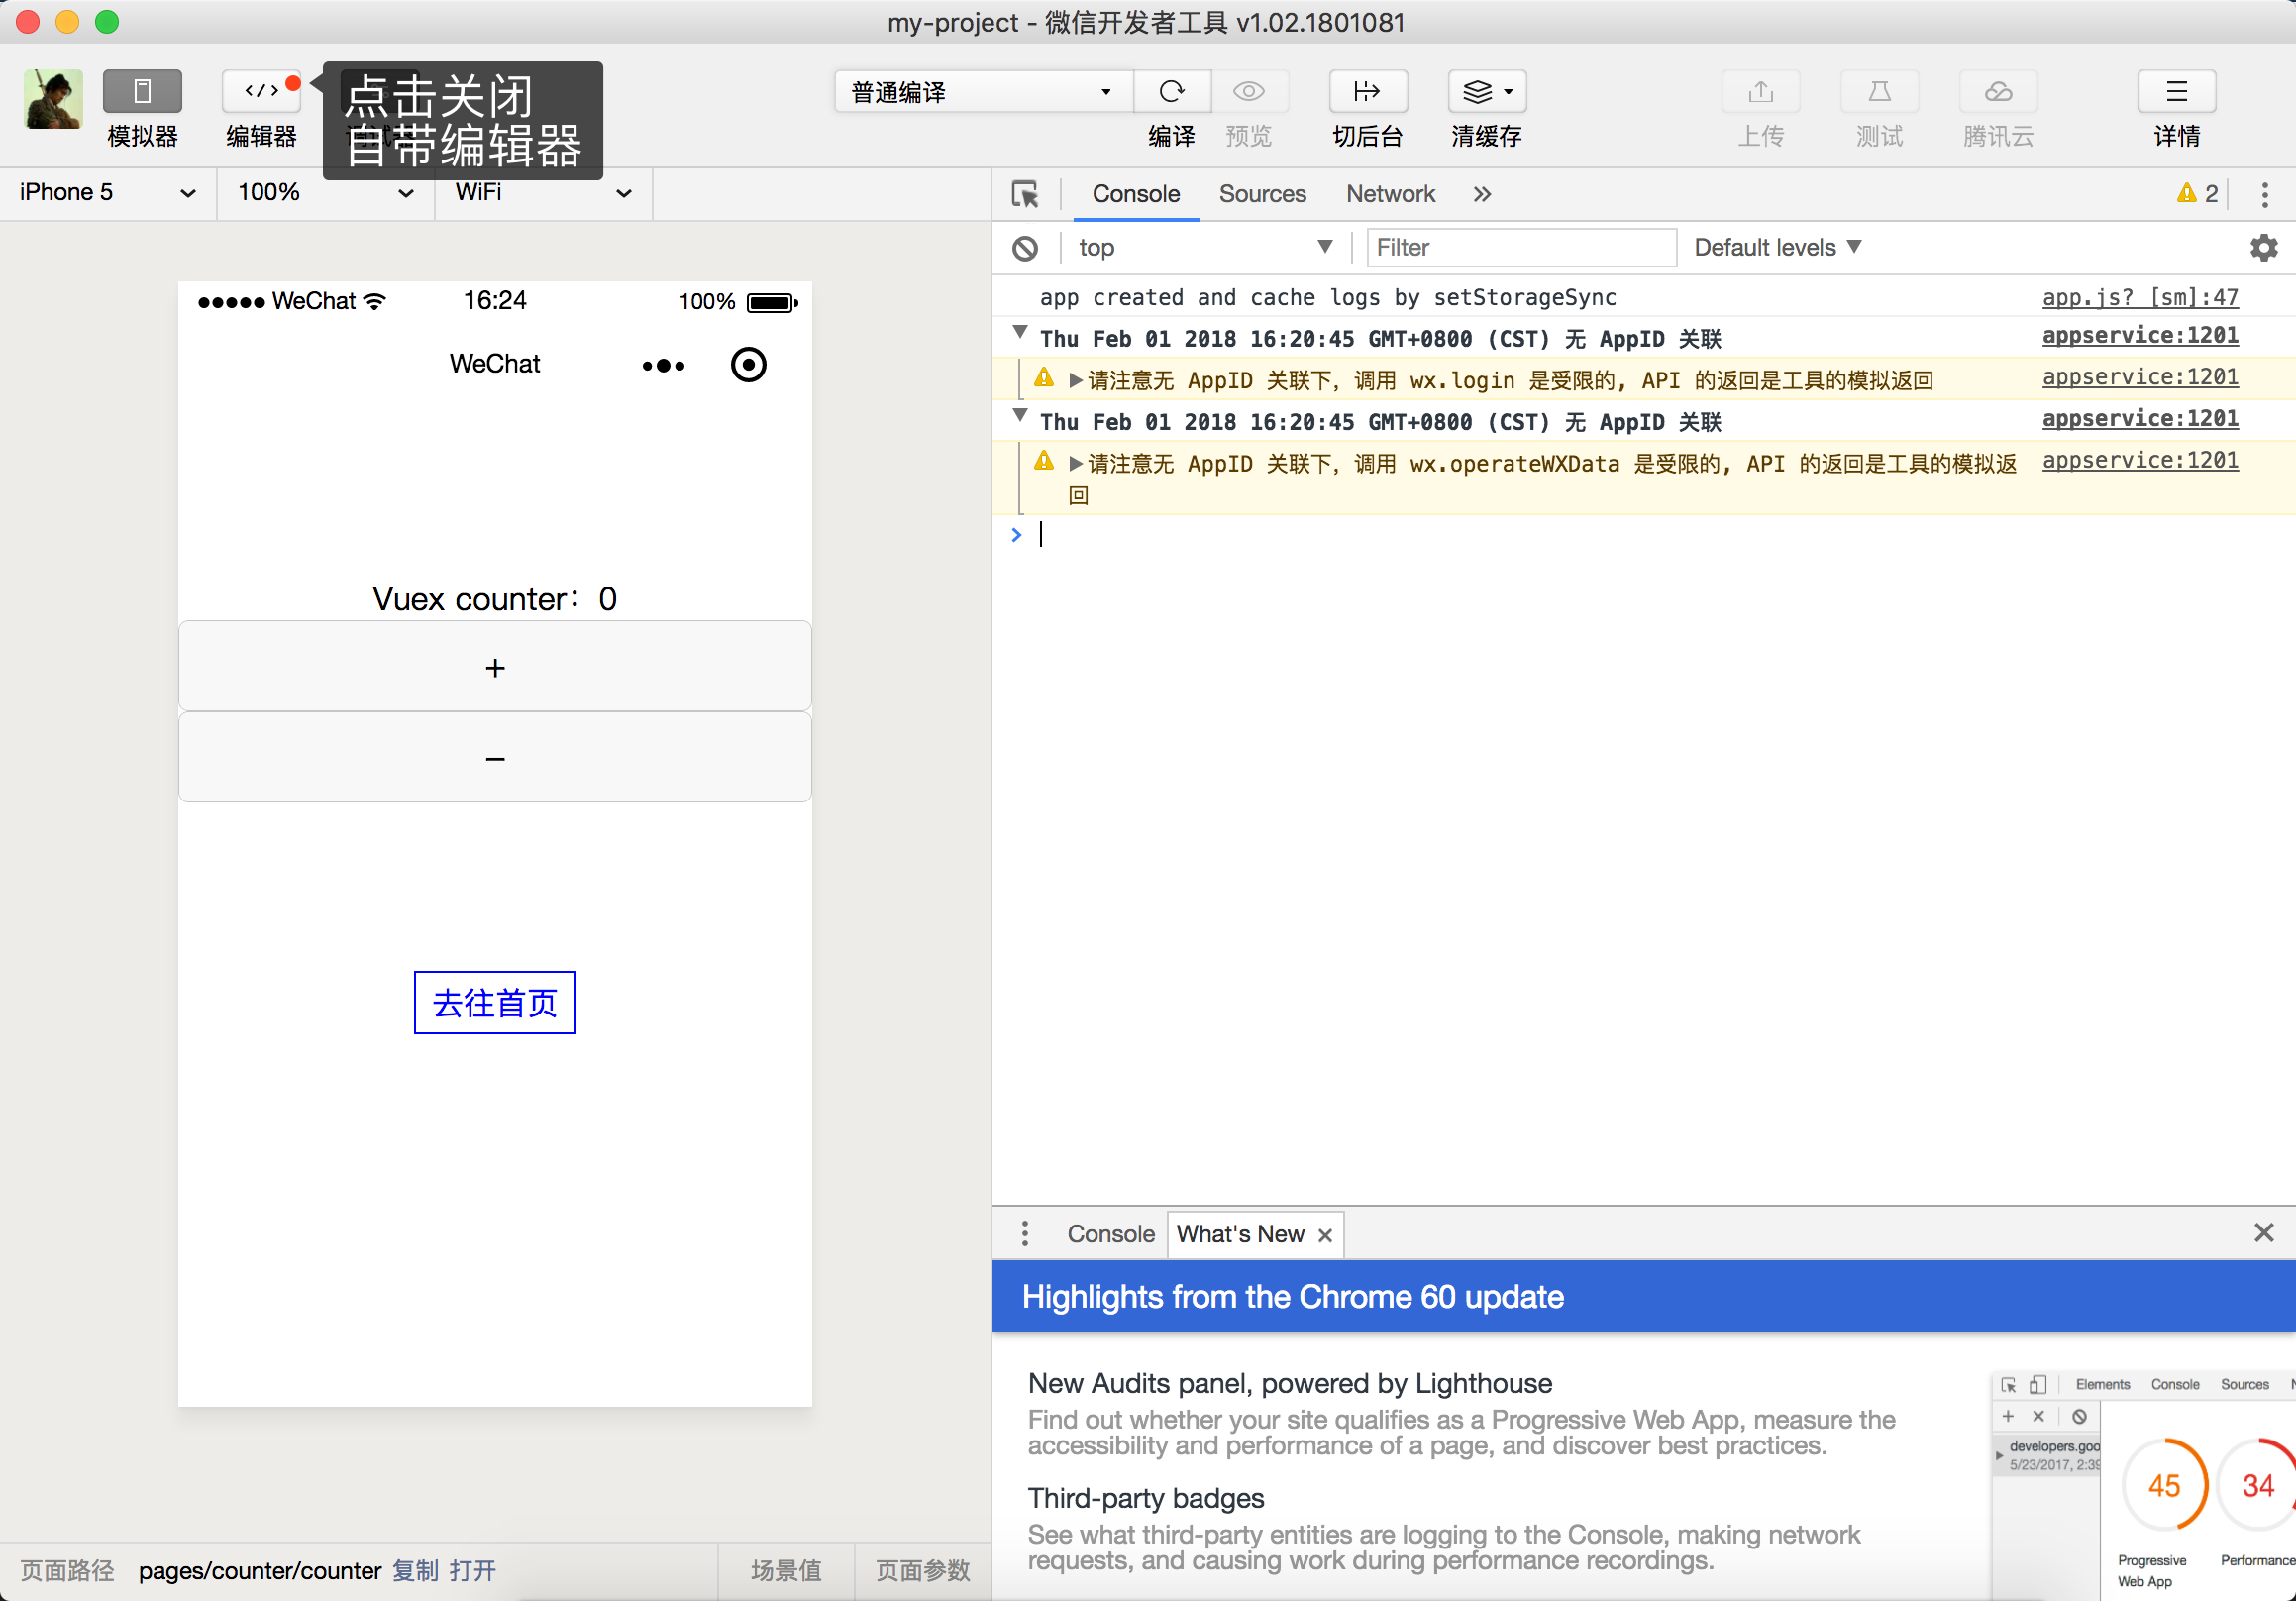 my-project - 微信开发者工具 v1.02.1801081
模拟器
</>
编辑器
点击关闭
自带编辑器
普通编译
编译
预览
切后台
清缓存
上传
测试
腾讯云
详情
iPhone 5
100%
WiFi
Console
Sources
Network
2
top
Filter
Default levels
WeChat
16:24
100%
WeChat
Vuex counter：0
+
−
去往首页
app created and cache logs by setStorageSync
app.js? [sm]:47
Thu Feb 01 2018 16:20:45 GMT+0800 (CST) 无 AppID 关联
appservice:1201
请注意无 AppID 关联下，调用 wx.login 是受限的, API 的返回是工具的模拟返回
appservice:1201
Thu Feb 01 2018 16:20:45 GMT+0800 (CST) 无 AppID 关联
appservice:1201
请注意无 AppID 关联下，调用 wx.operateWXData 是受限的, API 的返回是工具的模拟返
回
appservice:1201
Console
What's New
Highlights from the Chrome 60 update
New Audits panel, powered by Lighthouse
Find out whether your site qualifies as a Progressive Web App, measure the
accessibility and performance of a page, and discover best practices.
Third-party badges
See what third-party entities are logging to the Console, making network
requests, and causing work during performance recordings.
Elements
Console
Sources
developers.goo
5/23/2017, 2:39
45
34
Progressive
Web App
Performance
页面路径
pages/counter/counter
复制
打开
场景值
页面参数